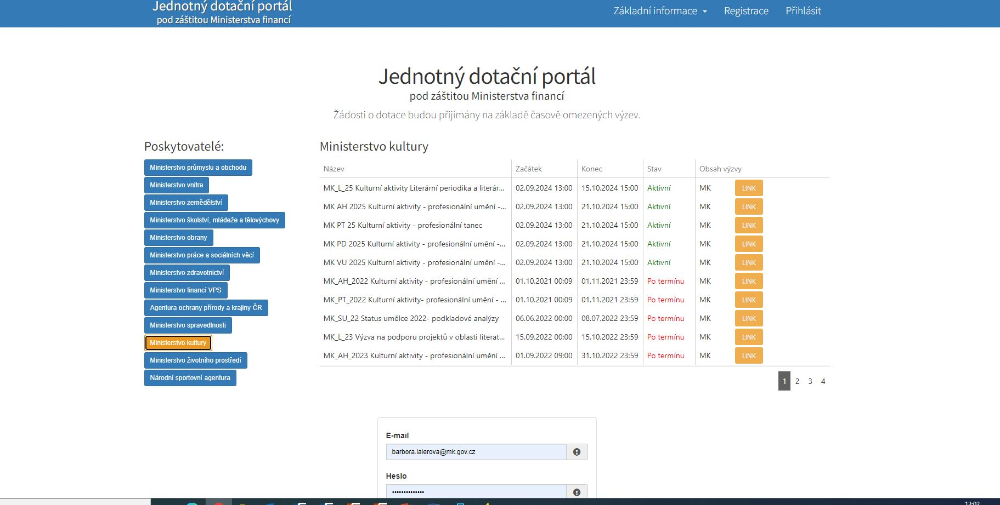 Jednotný dotační portál
pod záštitou Ministerstva financí
Základní informace Registrace Přihlásit
Jednotný dotační portál
pod záštitou Ministerstva financí
Žádosti o dotace budou přijímány na základě časově omezených výzev.
Poskytovatelé:
Ministerstvo průmyslu a obchodu
Ministerstvo vnitra
Ministerstvo zemědělství
Ministerstvo školství, mládeže a tělovýchovy
Ministerstvo obrany
Ministerstvo práce a sociálních věcí
Ministerstvo zdravotnictví
Ministerstvo financí VPS
Agentura ochrany přírody a krajiny ČR
Ministerstvo spravedlnosti
Ministerstvo kultury
Ministerstvo životního prostředí
Národní sportovní agentura
Ministerstvo kultury
Název Začátek Konec Stav Obsah výzvy
MK_L_25 Kulturní aktivity Literární periodika a literár... 02.09.2024 13:00 15.10.2024 15:00 Aktivní MK LINK
MK AH 2025 Kulturní aktivity - profesionální umění -... 02.09.2024 13:00 21.10.2024 15:00 Aktivní MK LINK
MK PT 25 Kulturní aktivity - profesionální tanec 02.09.2024 13:00 21.10.2024 15:00 Aktivní MK LINK
MK PD 2025 Kulturní aktivity - profesionální umění -... 02.09.2024 13:00 21.10.2024 15:00 Aktivní MK LINK
MK VU 2025 Kulturní aktivity - profesionální umění -... 02.09.2024 13:00 21.10.2024 15:00 Aktivní MK LINK
MK_AH_2022 Kulturní aktivity - profesionální umění ... 01.10.2021 00:09 01.11.2021 23:59 Po termínu MK LINK
MK_PT_2022 Kulturní aktivity- profesionální umění - ... 01.10.2021 00:09 01.11.2021 23:59 Po termínu MK LINK
MK_SU_22 Status umělce 2022- podkladové analýzy 06.06.2022 00:00 08.07.2022 23:59 Po termínu MK LINK
MK_L_23 Výzva na podporu projektů v oblasti literat... 15.09.2022 00:00 15.10.2022 23:59 Po termínu MK LINK
MK_AH_2023 Kulturní aktivity - profesionální umění ... 01.09.2022 09:00 31.10.2022 23:59 Po termínu MK LINK
1 2 3 4
E-mail
barbora.laierova@mk.gov.cz
Heslo
••••••••••••••
13:02